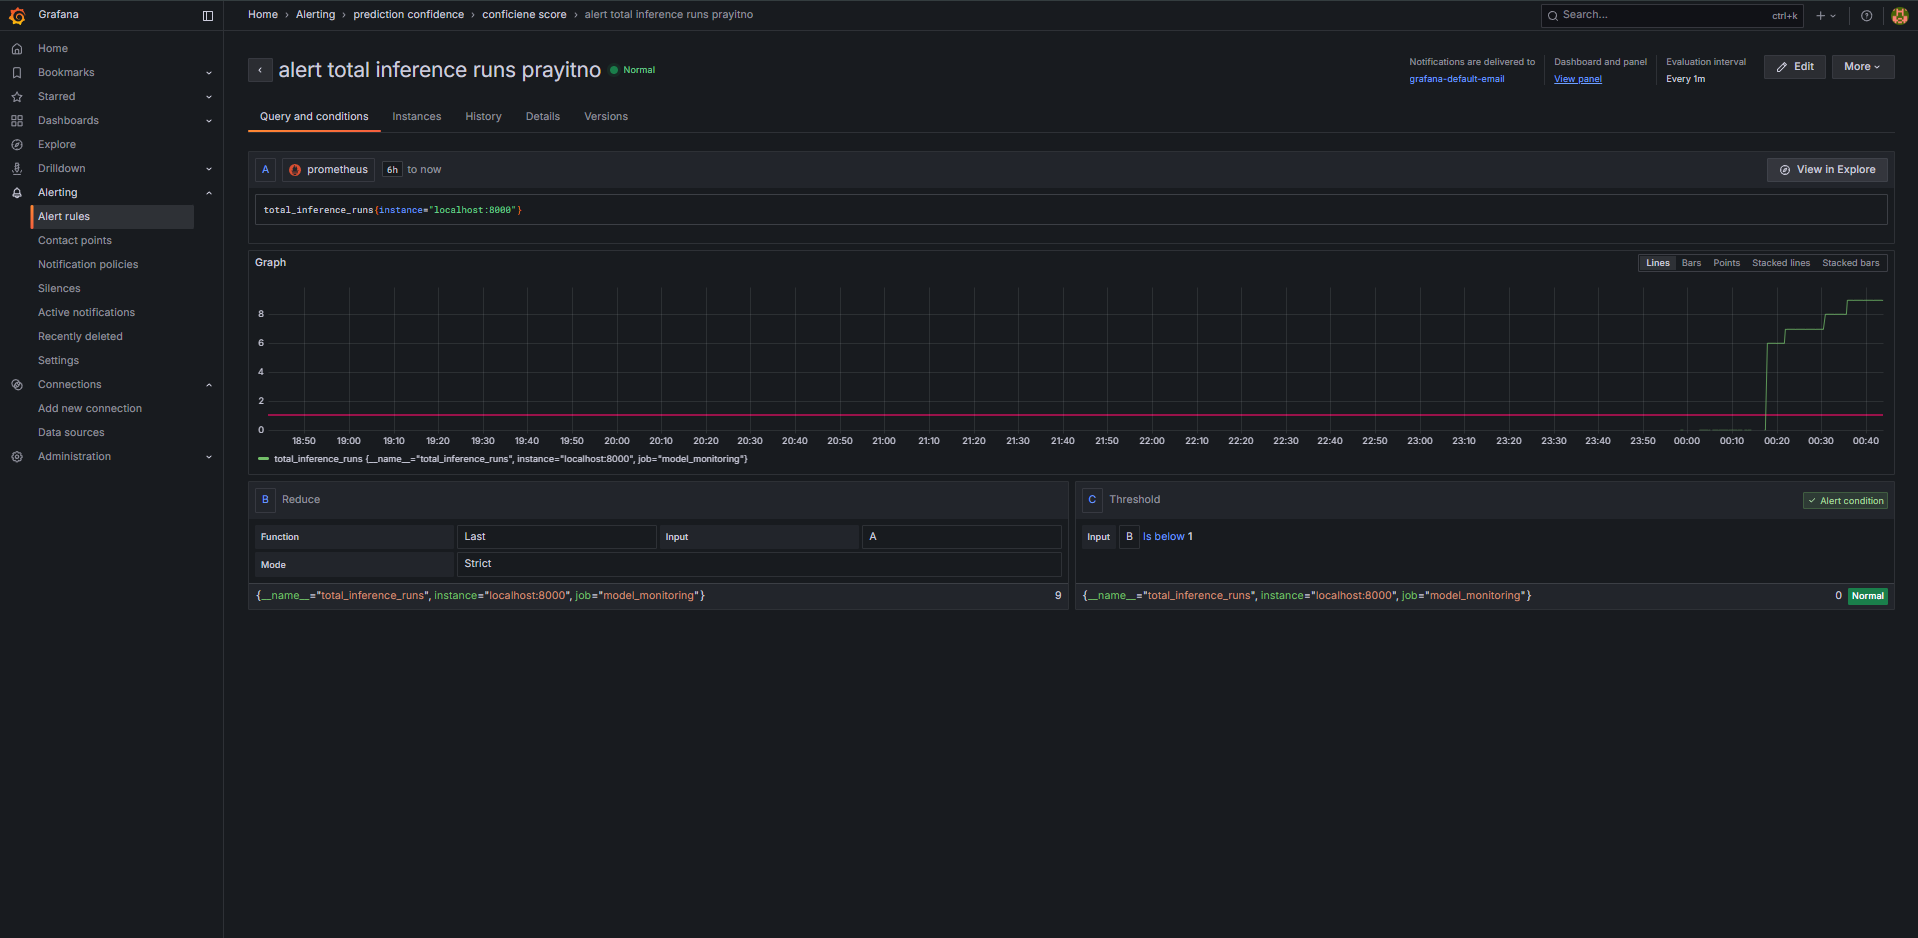 Grafana
Home › Alerting › prediction confidence › conficiene score › alert total inference runs prayitno
Search...
ctrl+k
Home
Bookmarks
Starred
Dashboards
Explore
Drilldown
Alerting
Alert rules
Contact points
Notification policies
Silences
Active notifications
Recently deleted
Settings
Connections
Add new connection
Data sources
Administration
alert total inference runs prayitno
Normal
Notifications are delivered to
grafana-default-email
Dashboard and panel
View panel
Evaluation interval
Every 1m
Edit
More
Query and conditions
Instances
History
Details
Versions
A
prometheus
6h to now
View in Explore
total_inference_runs{instance="localhost:8000"}
Graph
Lines Bars Points Stacked lines Stacked bars
8
6
4
2
0
18:50 19:00 19:10 19:20 19:30 19:40 19:50 20:00 20:10 20:20 20:30 20:40 20:50 21:00 21:10 21:20 21:30 21:40 21:50 22:00 22:10 22:20 22:30 22:40 22:50 23:00 23:10 23:20 23:30 23:40 23:50 00:00 00:10 00:20 00:30 00:40
total_inference_runs {__name__="total_inference_runs", instance="localhost:8000", job="model_monitoring"}
B Reduce
Function Last Input A
Mode Strict
{__name__="total_inference_runs", instance="localhost:8000", job="model_monitoring"} 9
C Threshold
Alert condition
Input B Is below 1
{__name__="total_inference_runs", instance="localhost:8000", job="model_monitoring"} 0 Normal